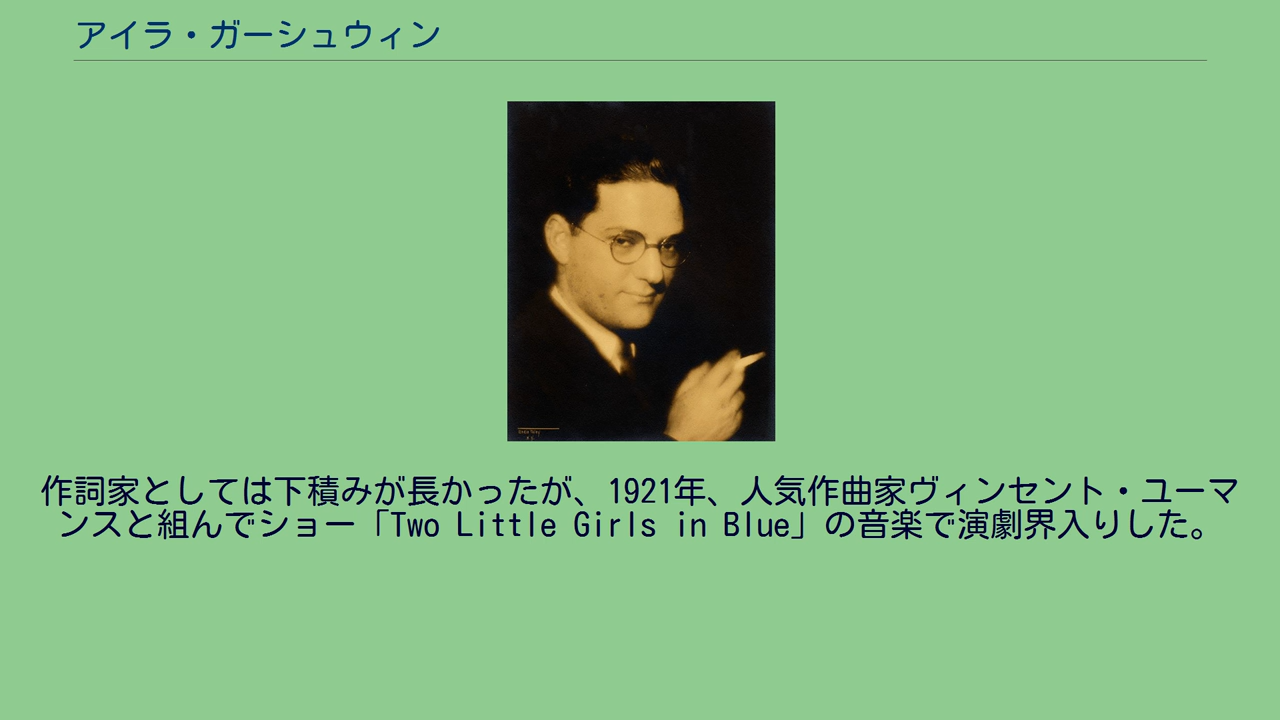 アイラ・ガーシュウィン
作詞家としては下積みが長かったが、1921年、人気作曲家ヴィンセント・ユーマ
ンスと組んでショー「Two Little Girls in Blue」の音楽で演劇界入りした。